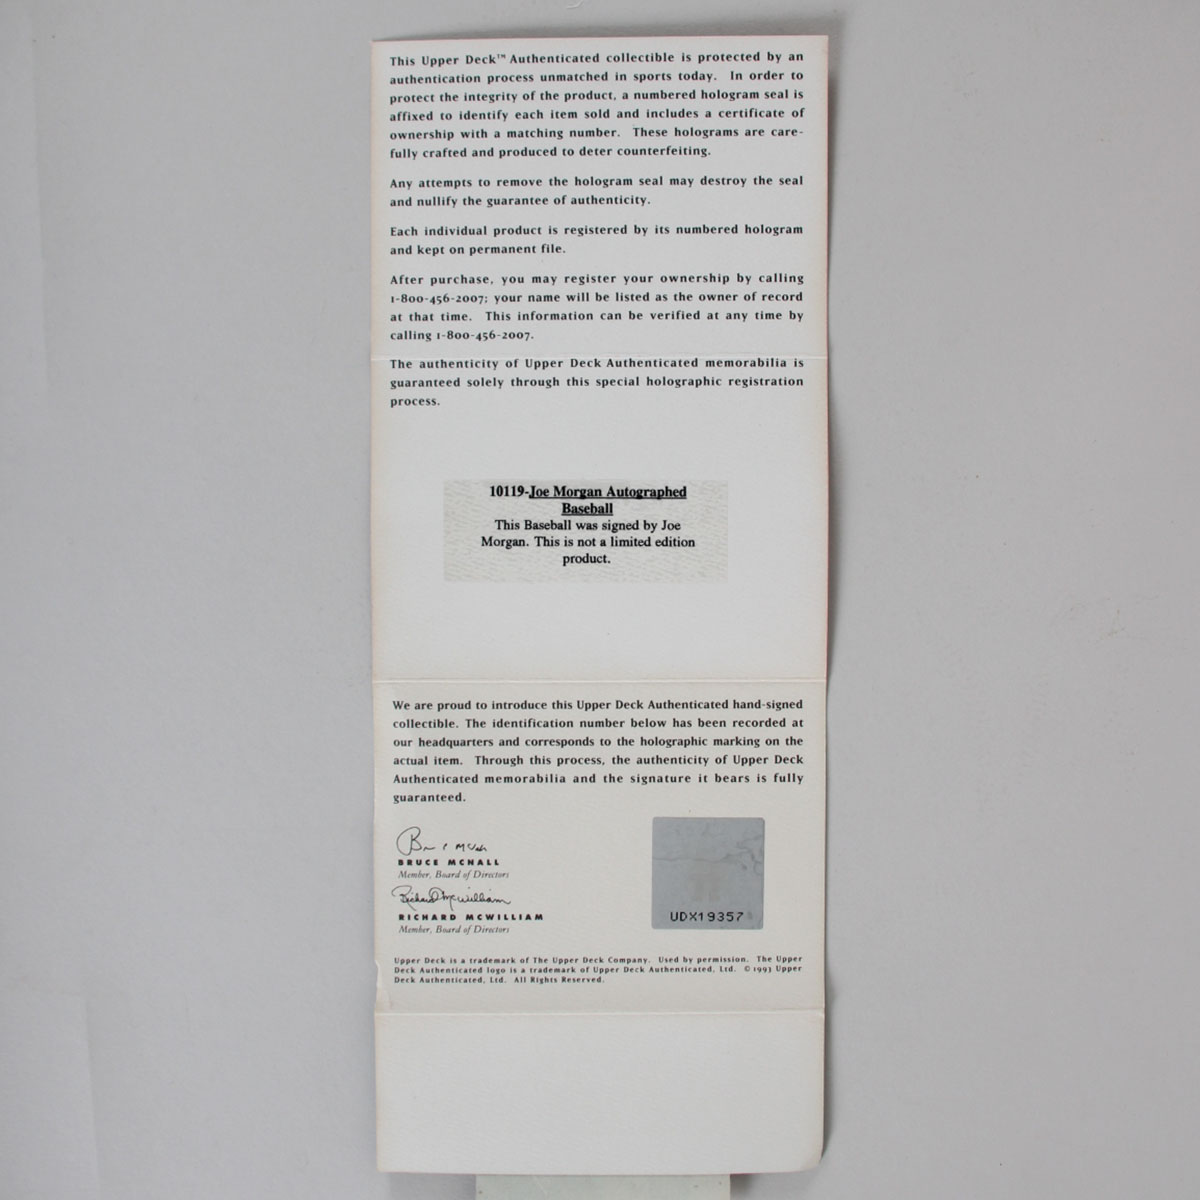 This Upper Deck™ Authenticated collectible is protected by an
authentication process unmatched in sports today. In order to
protect the integrity of the product, a numbered hologram seal is
affixed to identify each item sold and includes a certificate of
ownership with a matching number. These holograms are care-
fully crafted and produced to deter counterfeiting.
Any attempts to remove the hologram seal may destroy the seal
and nullify the guarantee of authenticity.
Each individual product is registered by its numbered hologram
and kept on permanent file.
After purchase, you may register your ownership by calling
1-800-456-2007; your name will be listed as the owner of record
at that time. This information can be verified at any time by
calling 1-800-456-2007.
The authenticity of Upper Deck Authenticated memorabilia is
guaranteed solely through this special holographic registration
process.
10119-Joe Morgan Autographed
Baseball
This Baseball was signed by Joe
Morgan. This is not a limited edition
product.
We are proud to introduce this Upper Deck Authenticated hand-signed
collectible. The identification number below has been recorded at
our headquarters and corresponds to the holographic marking on the
actual item. Through this process, the authenticity of Upper Deck
Authenticated memorabilia and the signature it bears is fully
guaranteed.
BRUCE MCNALL
Member, Board of Directors
Richard McWilliam
RICHARD MCWILLIAM
Member, Board of Directors
UDX19357
Upper Deck is a trademark of The Upper Deck Company. Used by permission. The Upper
Deck Authenticated logo is a trademark of Upper Deck Authenticated, Ltd. © 1993 Upper
Deck Authenticated, Ltd. All Rights Reserved.